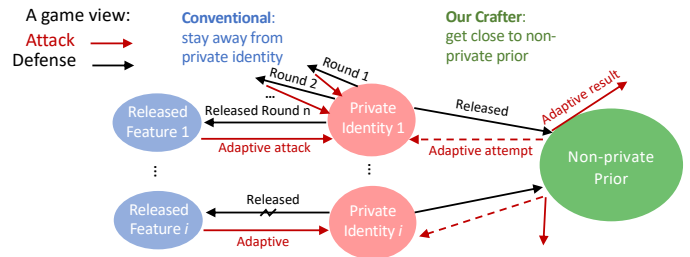 A game view:
Attack
Defense
Conventional:
stay away from
private identity
Our Crafter:
get close to non-
private prior
Round 1
Round 2
...
Released Round n
Released
Feature 1
Adaptive attack
Private
Identity 1
Released
Adaptive attempt
Adaptive result
Non-private
Prior
...
...
Released
Feature i
Released
Adaptive
Private
Identity i